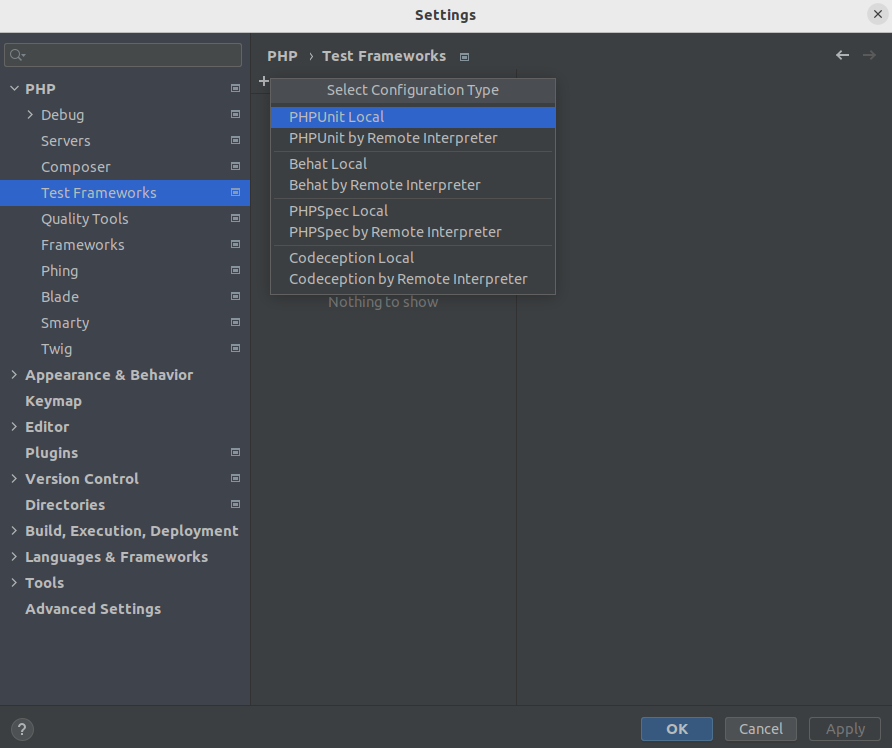 Settings
PHP
Debug
Servers
Composer
Test Frameworks
Quality Tools
Frameworks
Phing
Blade
Smarty
Twig
Appearance & Behavior
Keymap
Editor
Plugins
Version Control
Directories
Build, Execution, Deployment
Languages & Frameworks
Tools
Advanced Settings
PHP › Test Frameworks
+
Select Configuration Type
PHPUnit Local
PHPUnit by Remote Interpreter
Behat Local
Behat by Remote Interpreter
PHPSpec Local
PHPSpec by Remote Interpreter
Codeception Local
Codeception by Remote Interpreter
Nothing to show
?
OK
Cancel
Apply